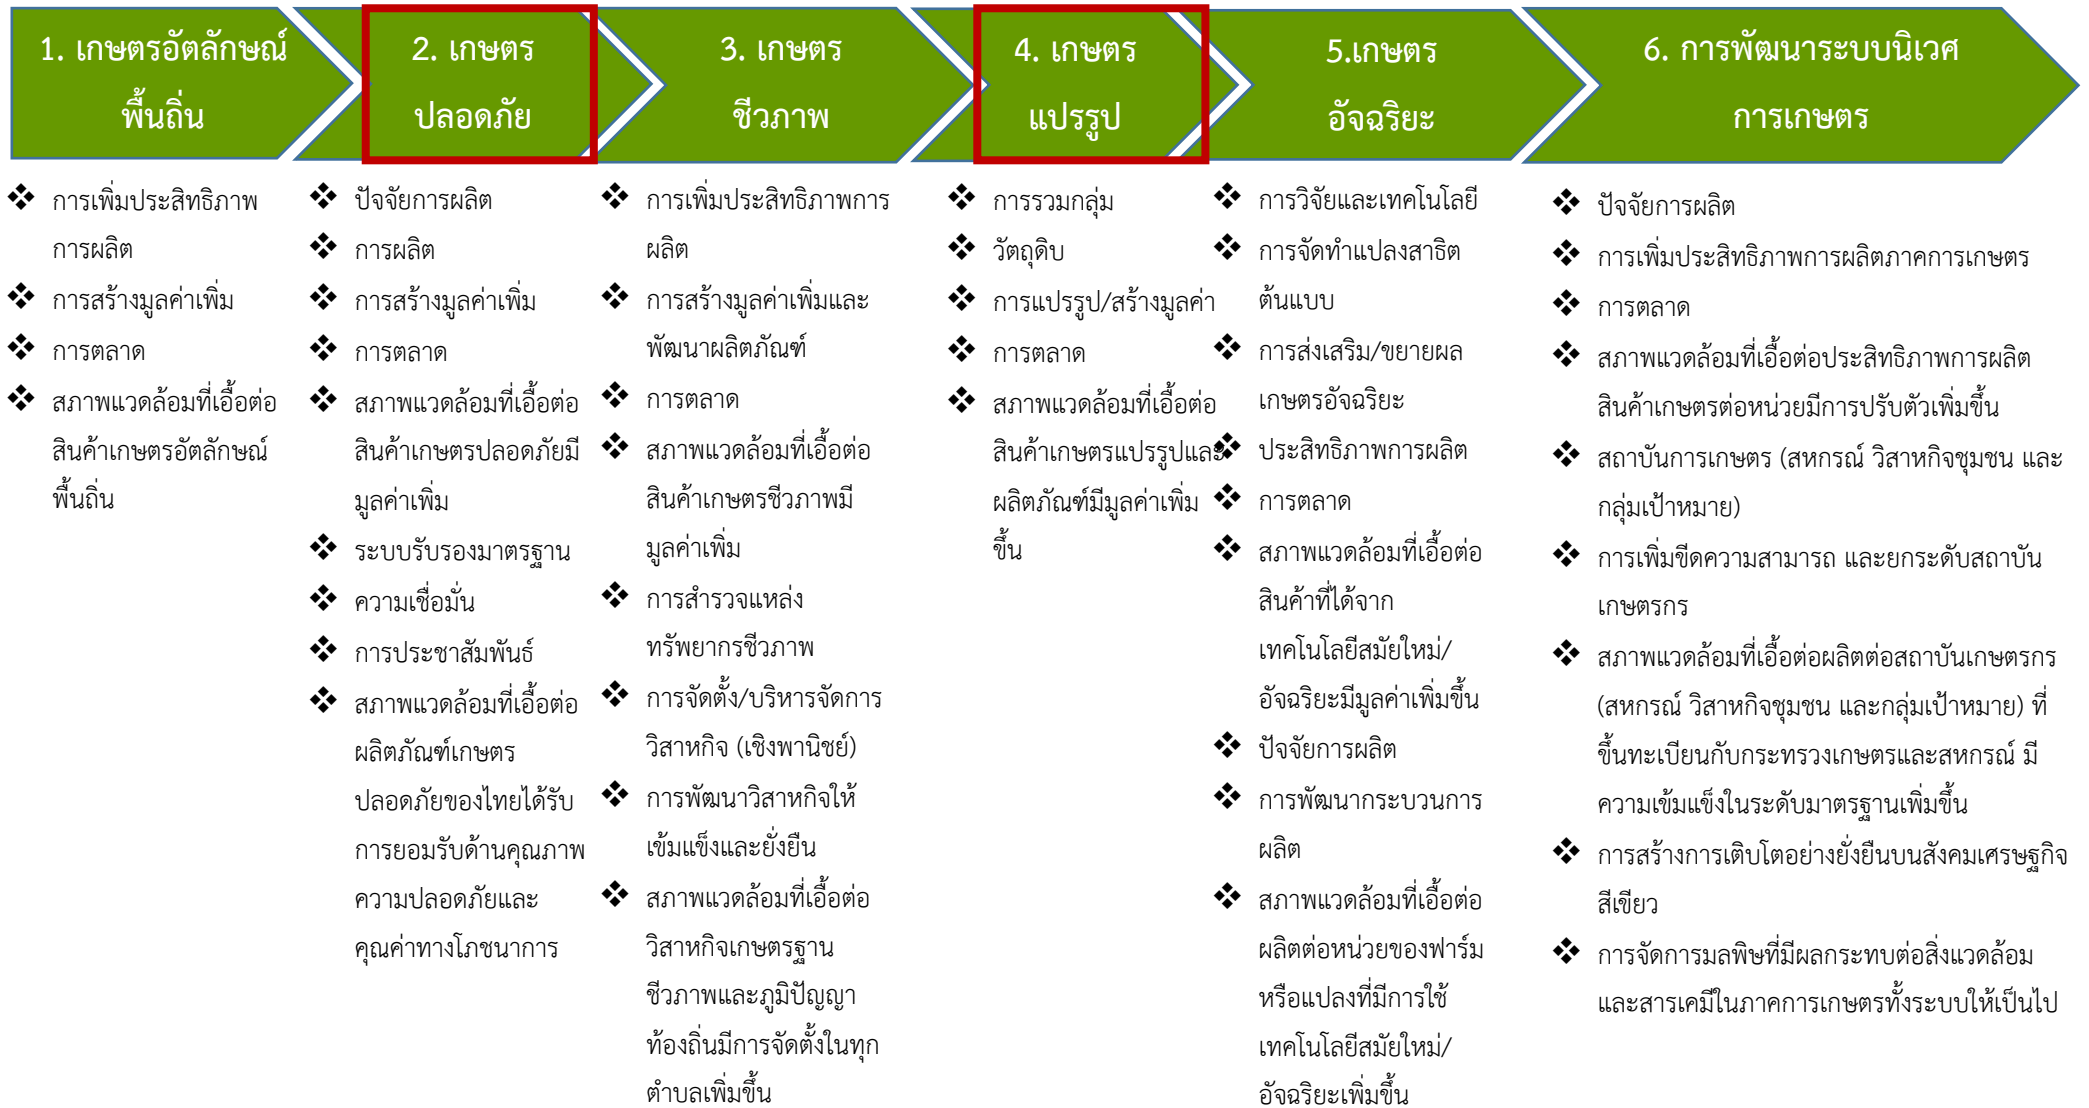 1. เกษตรอัตลักษณ์
พื้นถิ่น
2. เกษตร
ปลอดภัย
3. เกษตร
ชีวภาพ
4. เกษตร
แปรรูป
5.เกษตร
อัจฉริยะ
6. การพัฒนาระบบนิเวศ
การเกษตร
❖ การเพิ่มประสิทธิภาพ
การผลิต
❖ การสร้างมูลค่าเพิ่ม
❖ การตลาด
❖ สภาพแวดล้อมที่เอื้อต่อ
สินค้าเกษตรอัตลักษณ์
พื้นถิ่น
❖ ปัจจัยการผลิต
❖ การผลิต
❖ การสร้างมูลค่าเพิ่ม
❖ การตลาด
❖ สภาพแวดล้อมที่เอื้อต่อ
สินค้าเกษตรปลอดภัยมี
มูลค่าเพิ่ม
❖ ระบบรับรองมาตรฐาน
❖ ความเชื่อมั่น
❖ การประชาสัมพันธ์
❖ สภาพแวดล้อมที่เอื้อต่อ
ผลิตภัณฑ์เกษตร
ปลอดภัยของไทยได้รับ
การยอมรับด้านคุณภาพ
ความปลอดภัยและ
คุณค่าทางโภชนาการ
❖ การเพิ่มประสิทธิภาพการ
ผลิต
❖ การสร้างมูลค่าเพิ่มและ
พัฒนาผลิตภัณฑ์
❖ การตลาด
❖ สภาพแวดล้อมที่เอื้อต่อ
สินค้าเกษตรชีวภาพมี
มูลค่าเพิ่ม
❖ การสำรวจแหล่ง
ทรัพยากรชีวภาพ
❖ การจัดตั้ง/บริหารจัดการ
วิสาหกิจ (เชิงพานิชย์)
❖ การพัฒนาวิสาหกิจให้
เข้มแข็งและยั่งยืน
❖ สภาพแวดล้อมที่เอื้อต่อ
วิสาหกิจเกษตรฐาน
ชีวภาพและภูมิปัญญา
ท้องถิ่นมีการจัดตั้งในทุก
ตำบลเพิ่มขึ้น
❖ การรวมกลุ่ม
❖ วัตถุดิบ
❖ การแปรรูป/สร้างมูลค่า
❖ การตลาด
❖ สภาพแวดล้อมที่เอื้อต่อ
สินค้าเกษตรแปรรูปและ
ผลิตภัณฑ์มีมูลค่าเพิ่ม
ขึ้น
❖ การวิจัยและเทคโนโลยี
❖ การจัดทำแปลงสาธิต
ต้นแบบ
❖ การส่งเสริม/ขยายผล
เกษตรอัจฉริยะ
❖ ประสิทธิภาพการผลิต
❖ การตลาด
❖ สภาพแวดล้อมที่เอื้อต่อ
สินค้าที่ได้จาก
เทคโนโลยีสมัยใหม่/
อัจฉริยะมีมูลค่าเพิ่มขึ้น
❖ ปัจจัยการผลิต
❖ การพัฒนากระบวนการ
ผลิต
❖ สภาพแวดล้อมที่เอื้อต่อ
ผลิตต่อหน่วยของฟาร์ม
หรือแปลงที่มีการใช้
เทคโนโลยีสมัยใหม่/
อัจฉริยะเพิ่มขึ้น
❖ ปัจจัยการผลิต
❖ การเพิ่มประสิทธิภาพการผลิตภาคการเกษตร
❖ การตลาด
❖ สภาพแวดล้อมที่เอื้อต่อประสิทธิภาพการผลิต
สินค้าเกษตรต่อหน่วยมีการปรับตัวเพิ่มขึ้น
❖ สถาบันการเกษตร (สหกรณ์ วิสาหกิจชุมชน และ
กลุ่มเป้าหมาย)
❖ การเพิ่มขีดความสามารถ และยกระดับสถาบัน
เกษตรกร
❖ สภาพแวดล้อมที่เอื้อต่อผลิตต่อสถาบันเกษตรกร
(สหกรณ์ วิสาหกิจชุมชน และกลุ่มเป้าหมาย) ที่
ขึ้นทะเบียนกับกระทรวงเกษตรและสหกรณ์ มี
ความเข้มแข็งในระดับมาตรฐานเพิ่มขึ้น
❖ การสร้างการเติบโตอย่างยั่งยืนบนสังคมเศรษฐกิจ
สีเขียว
❖ การจัดการมลพิษที่มีผลกระทบต่อสิ่งแวดล้อม
และสารเคมีในภาคการเกษตรทั้งระบบให้เป็นไป